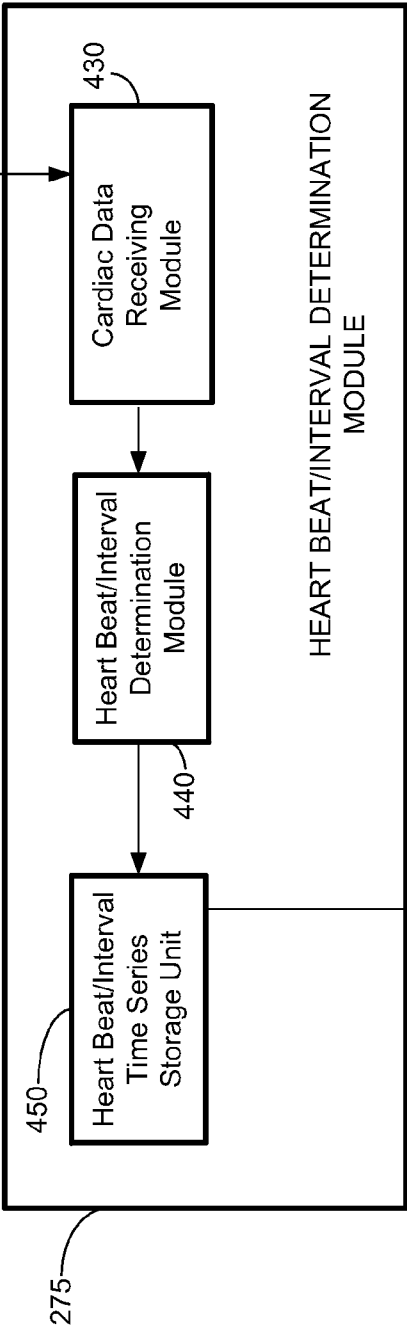 275
450
Heart Beat/Interval
Time Series
Storage Unit
440
Heart Beat/Interval
Determination
Module
430
Cardiac Data
Receiving
Module
HEART BEAT/INTERVAL DETERMINATION
MODULE